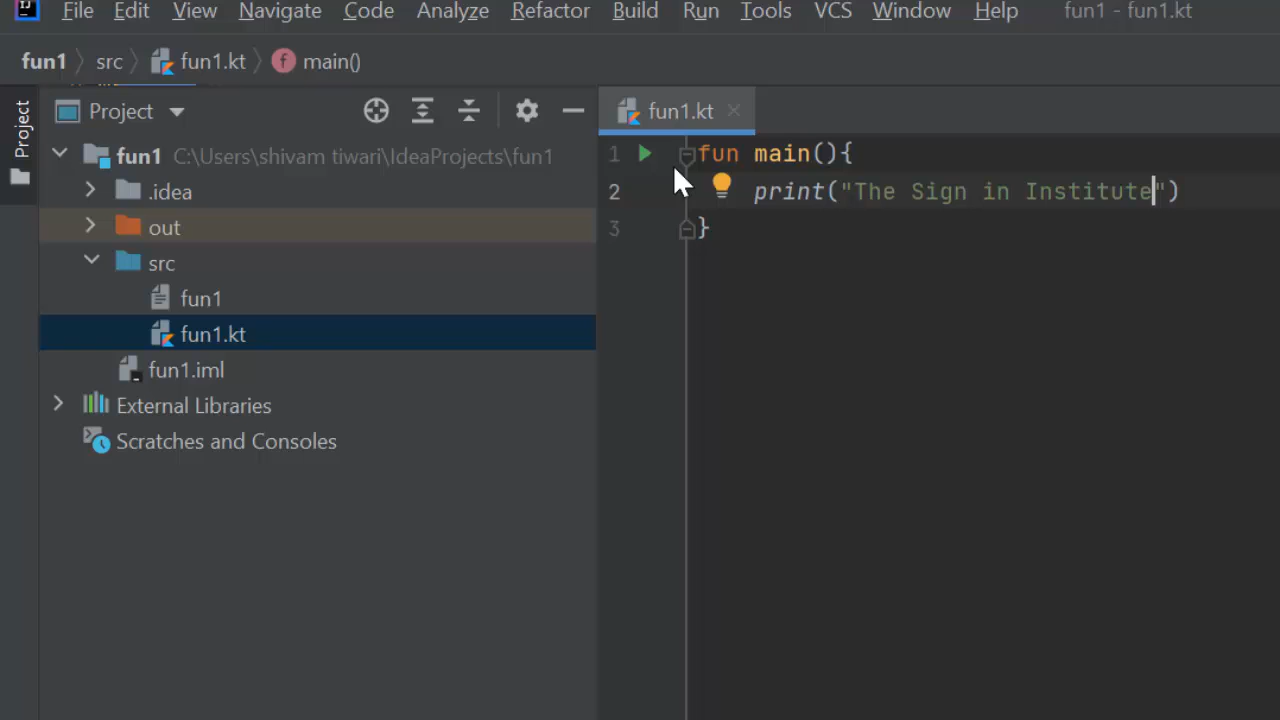 File Edit View Navigate Code Analyze Refactor Build Run Tools VCS Window Help fun1 - fun1.kt
fun1 src fun1.kt main()
Project
Project
fun1.kt
fun1 C:\Users\shivam tiwari\IdeaProjects\fun1
.idea
out
src
fun1
fun1.kt
fun1.iml
External Libraries
Scratches and Consoles
1 fun main(){
2 print("The Sign in Institute")
3 }